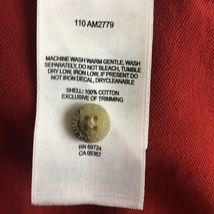 110 AM2779
MACHINE WASH WARM GENTLE, WASH
SEPARATELY, DO NOT BLEACH, TUMBLE
DRY LOW, IRON LOW, IF PRESENT DO
NOT IRON DECAL, DRYCLEANABLE
SHELL: 100% COTTON
EXCLUSIVE OF TRIMMING
RN 69724
CA 05367